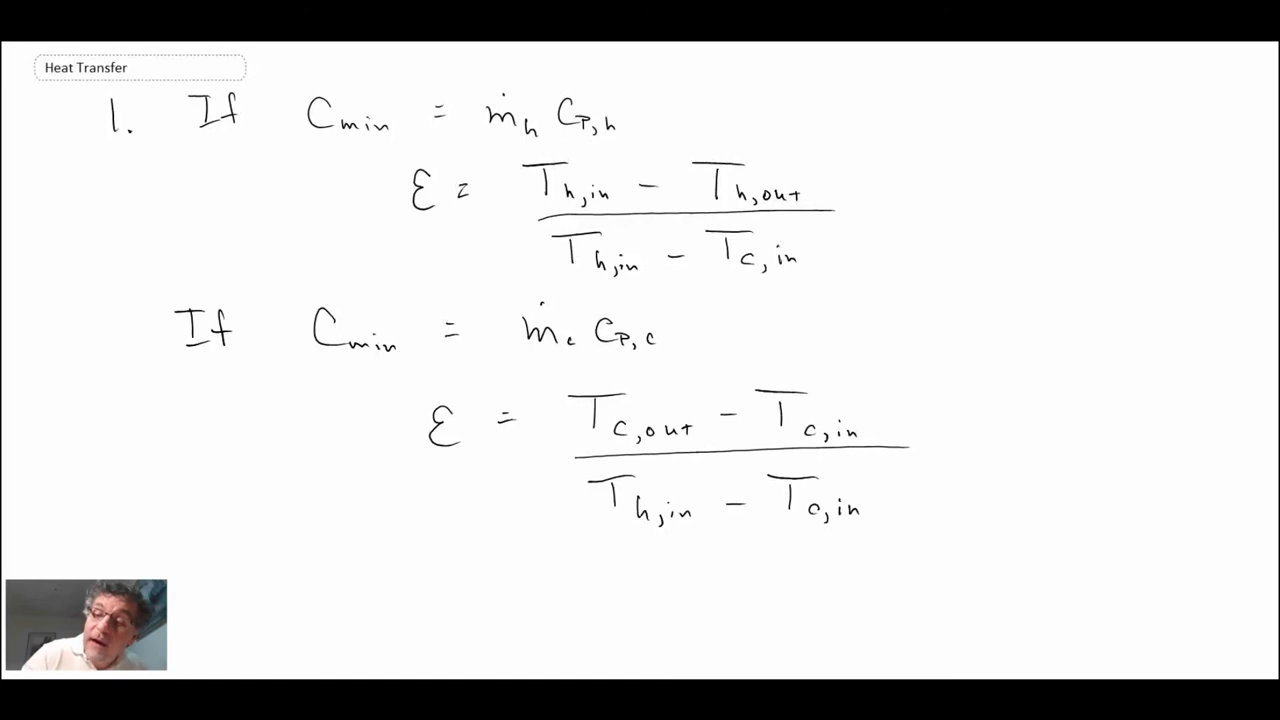 Heat Transfer
1. If Cmin = ṁh CP,h
ε = Th,in - Th,out
Th,in - Tc,in
If Cmin = ṁc CP,c
ε = Tc,out - Tc,in
Th,in - Tc,in